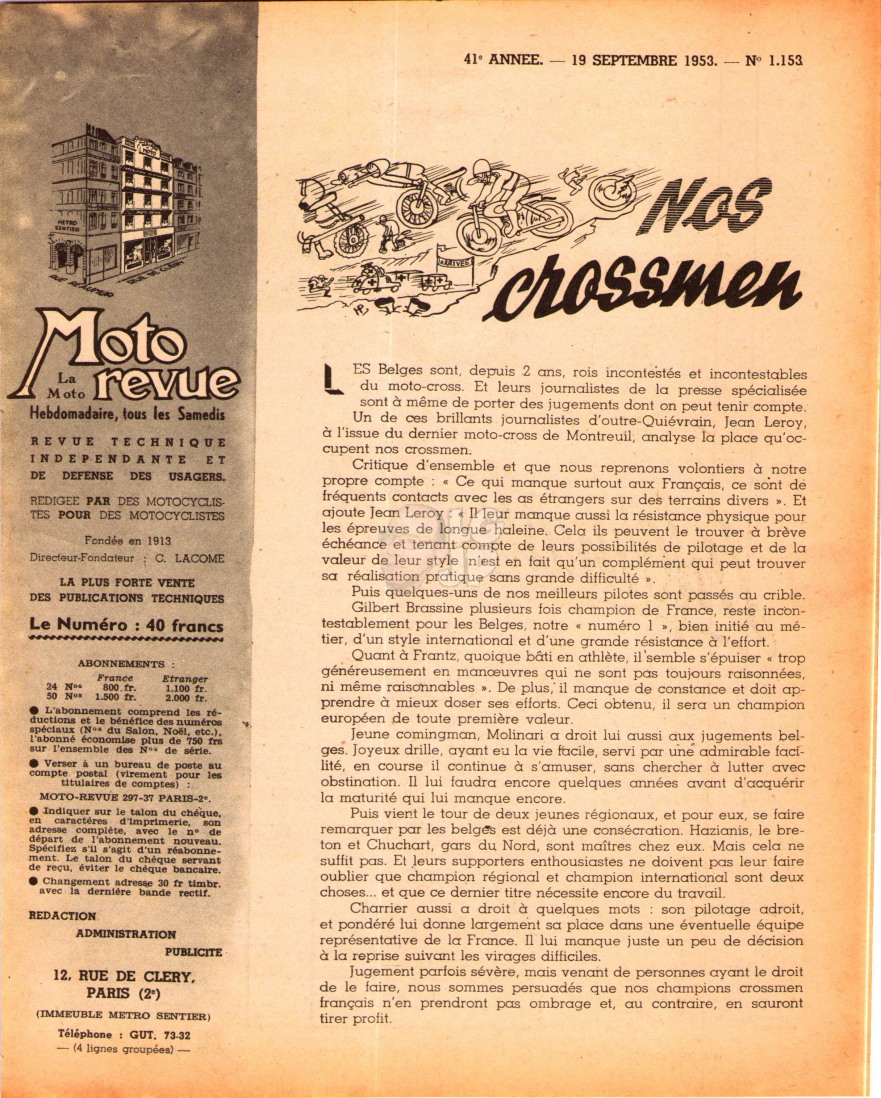 41e ANNEE. — 19 SEPTEMBRE 1953. — No 1.153
METRO
SENTIER
RUE REAUMUR
RUE DE CLERY
ARRIVEE
Nos
crossmen
Moto
La
Moto revue
Hebdomadaire, tous les Samedis
REVUE TECHNIQUE
INDEPENDANTE ET
DE DEFENSE DES USAGERS.
REDIGEE PAR DES MOTOCYCLIS-
TES POUR DES MOTOCYCLISTES
Fondée en 1913
Directeur-Fondateur : C. LACOME
LA PLUS FORTE VENTE
DES PUBLICATIONS TECHNIQUES
Le Numéro : 40 francs
ABONNEMENTS :
France Etranger
24 Nos 800 fr. 1.100 fr.
50 Nos 1.500 fr. 2.000 fr.
● L'abonnement comprend les ré-
ductions et le bénéfice des numéros
spéciaux (Nos du Salon, Noël, etc.),
l'abonné économise plus de 750 frs
sur l'ensemble des Nos de série.
● Verser à un bureau de poste au
compte postal (virement pour les
titulaires de comptes) :
MOTO-REVUE 297-37 PARIS-2e.
● Indiquer sur le talon du chèque,
en caractères d'imprimerie, son
adresse complète, avec le no de
départ de l'abonnement nouveau.
Spécifiez s'il s'agit d'un réabonne-
ment. Le talon du chèque servant
de reçu, éviter le chèque bancaire.
● Changement adresse 30 fr timbr.
avec la dernière bande rectif.
REDACTION
ADMINISTRATION
PUBLICITE
12, RUE DE CLERY,
PARIS (2e)
(IMMEUBLE METRO SENTIER)
Téléphone : GUT. 73-32
— (4 lignes groupées) —
LES Belges sont, depuis 2 ans, rois incontestés et incontestables
du moto-cross. Et leurs journalistes de la presse spécialisée
sont à même de porter des jugements dont on peut tenir compte.
Un de ces brillants journalistes d'outre-Quiévrain, Jean Leroy,
à l'issue du dernier moto-cross de Montreuil, analyse la place qu'oc-
cupent nos crossmen.
Critique d'ensemble et que nous reprenons volontiers à notre
propre compte : « Ce qui manque surtout aux Français, ce sont de
fréquents contacts avec les as étrangers sur des terrains divers ». Et
ajoute Jean Leroy : « Il leur manque aussi la résistance physique pour
les épreuves de longue haleine. Cela ils peuvent le trouver à brève
échéance et tenant compte de leurs possibilités de pilotage et de la
valeur de leur style n'est en fait qu'un complément qui peut trouver
sa réalisation pratique sans grande difficulté ».
Puis quelques-uns de nos meilleurs pilotes sont passés au crible.
Gilbert Brassine plusieurs fois champion de France, reste incon-
testablement pour les Belges, notre « numéro 1 », bien initié au mé-
tier, d'un style international et d'une grande résistance à l'effort.
Quant à Frantz, quoique bâti en athlète, il semble s'épuiser « trop
généreusement en manœuvres qui ne sont pas toujours raisonnées,
ni même raisonnables ». De plus, il manque de constance et doit ap-
prendre à mieux doser ses efforts. Ceci obtenu, il sera un champion
européen de toute première valeur.
Jeune comingman, Molinari a droit lui aussi aux jugements bel-
ges. Joyeux drille, ayant eu la vie facile, servi par une admirable faci-
lité, en course il continue à s'amuser, sans chercher à lutter avec
obstination. Il lui faudra encore quelques années avant d'acquérir
la maturité qui lui manque encore.
Puis vient le tour de deux jeunes régionaux, et pour eux, se faire
remarquer par les belges est déjà une consécration. Hazianis, le bre-
ton et Chuchart, gars du Nord, sont maîtres chez eux. Mais cela ne
suffit pas. Et leurs supporters enthousiastes ne doivent pas leur faire
oublier que champion régional et champion international sont deux
choses... et que ce dernier titre nécessite encore du travail.
Charrier aussi a droit à quelques mots : son pilotage adroit,
et pondéré lui donne largement sa place dans une éventuelle équipe
représentative de la France. Il lui manque juste un peu de décision
à la reprise suivant les virages difficiles.
Jugement parfois sévère, mais venant de personnes ayant le droit
de le faire, nous sommes persuadés que nos champions crossmen
français n'en prendront pas ombrage et, au contraire, en sauront
tirer profit.